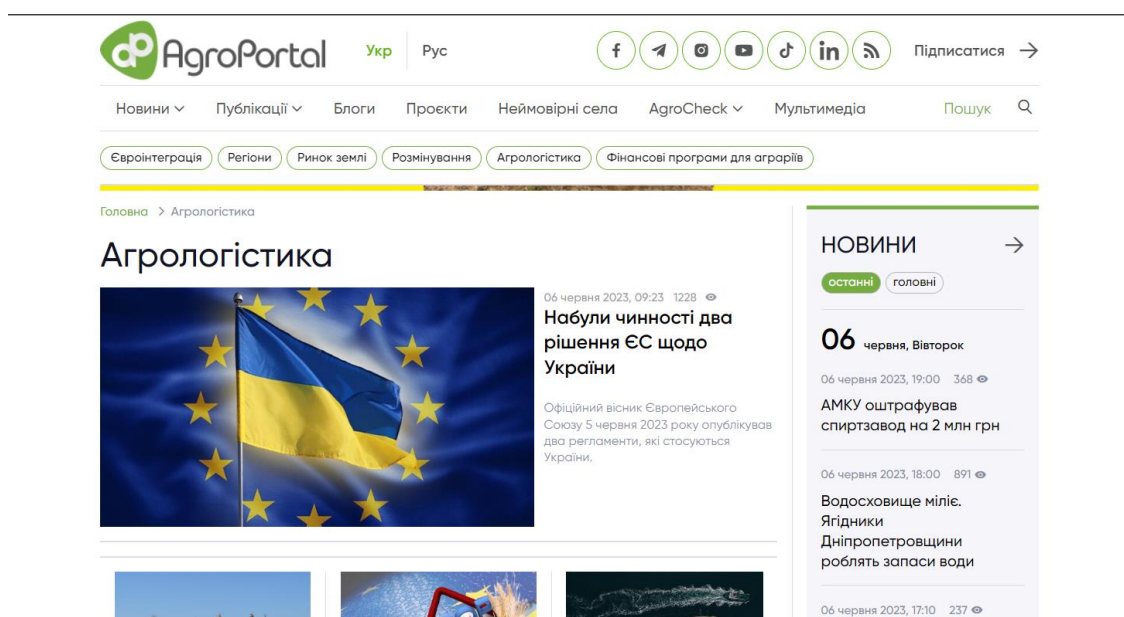 AgroPortal
Укр Рус
Підписатися
Новини Публікації Блоги Проєкти Неймовірні села AgroCheck Мультимедіа Пошук
Євроінтеграція Регіони Ринок землі Розмінування Агрологістика Фінансові програми для аграріїв
Головна > Агрологістика
Агрологістика
06 червня 2023, 09:23 1228
Набули чинності два
рішення ЄС щодо
України
Офіційний вісник Європейського
Союзу 5 червня 2023 року опублікував
два регламенти, які стосуються
України.
НОВИНИ
останні головні
06 червня, Вівторок
06 червня 2023, 19:00 368
АМКУ оштрафував
спиртзавод на 2 млн грн
06 червня 2023, 18:00 891
Водосховище міліє.
Ягідники
Дніпропетровщини
роблять запаси води
06 червня 2023, 17:10 237